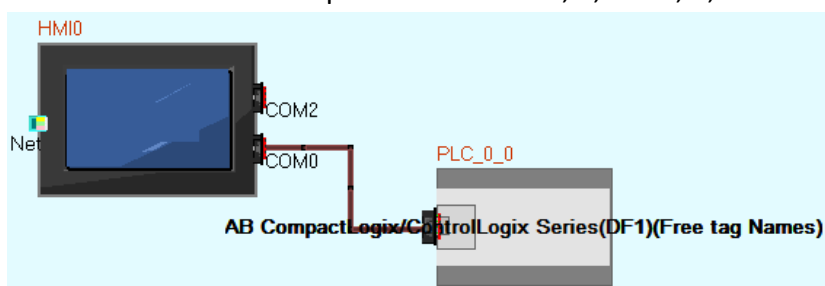 HMI0
COM2
Net
COM0
PLC_0_0
AB CompactLogix/ControlLogix Series(DF1)(Free tag Names)